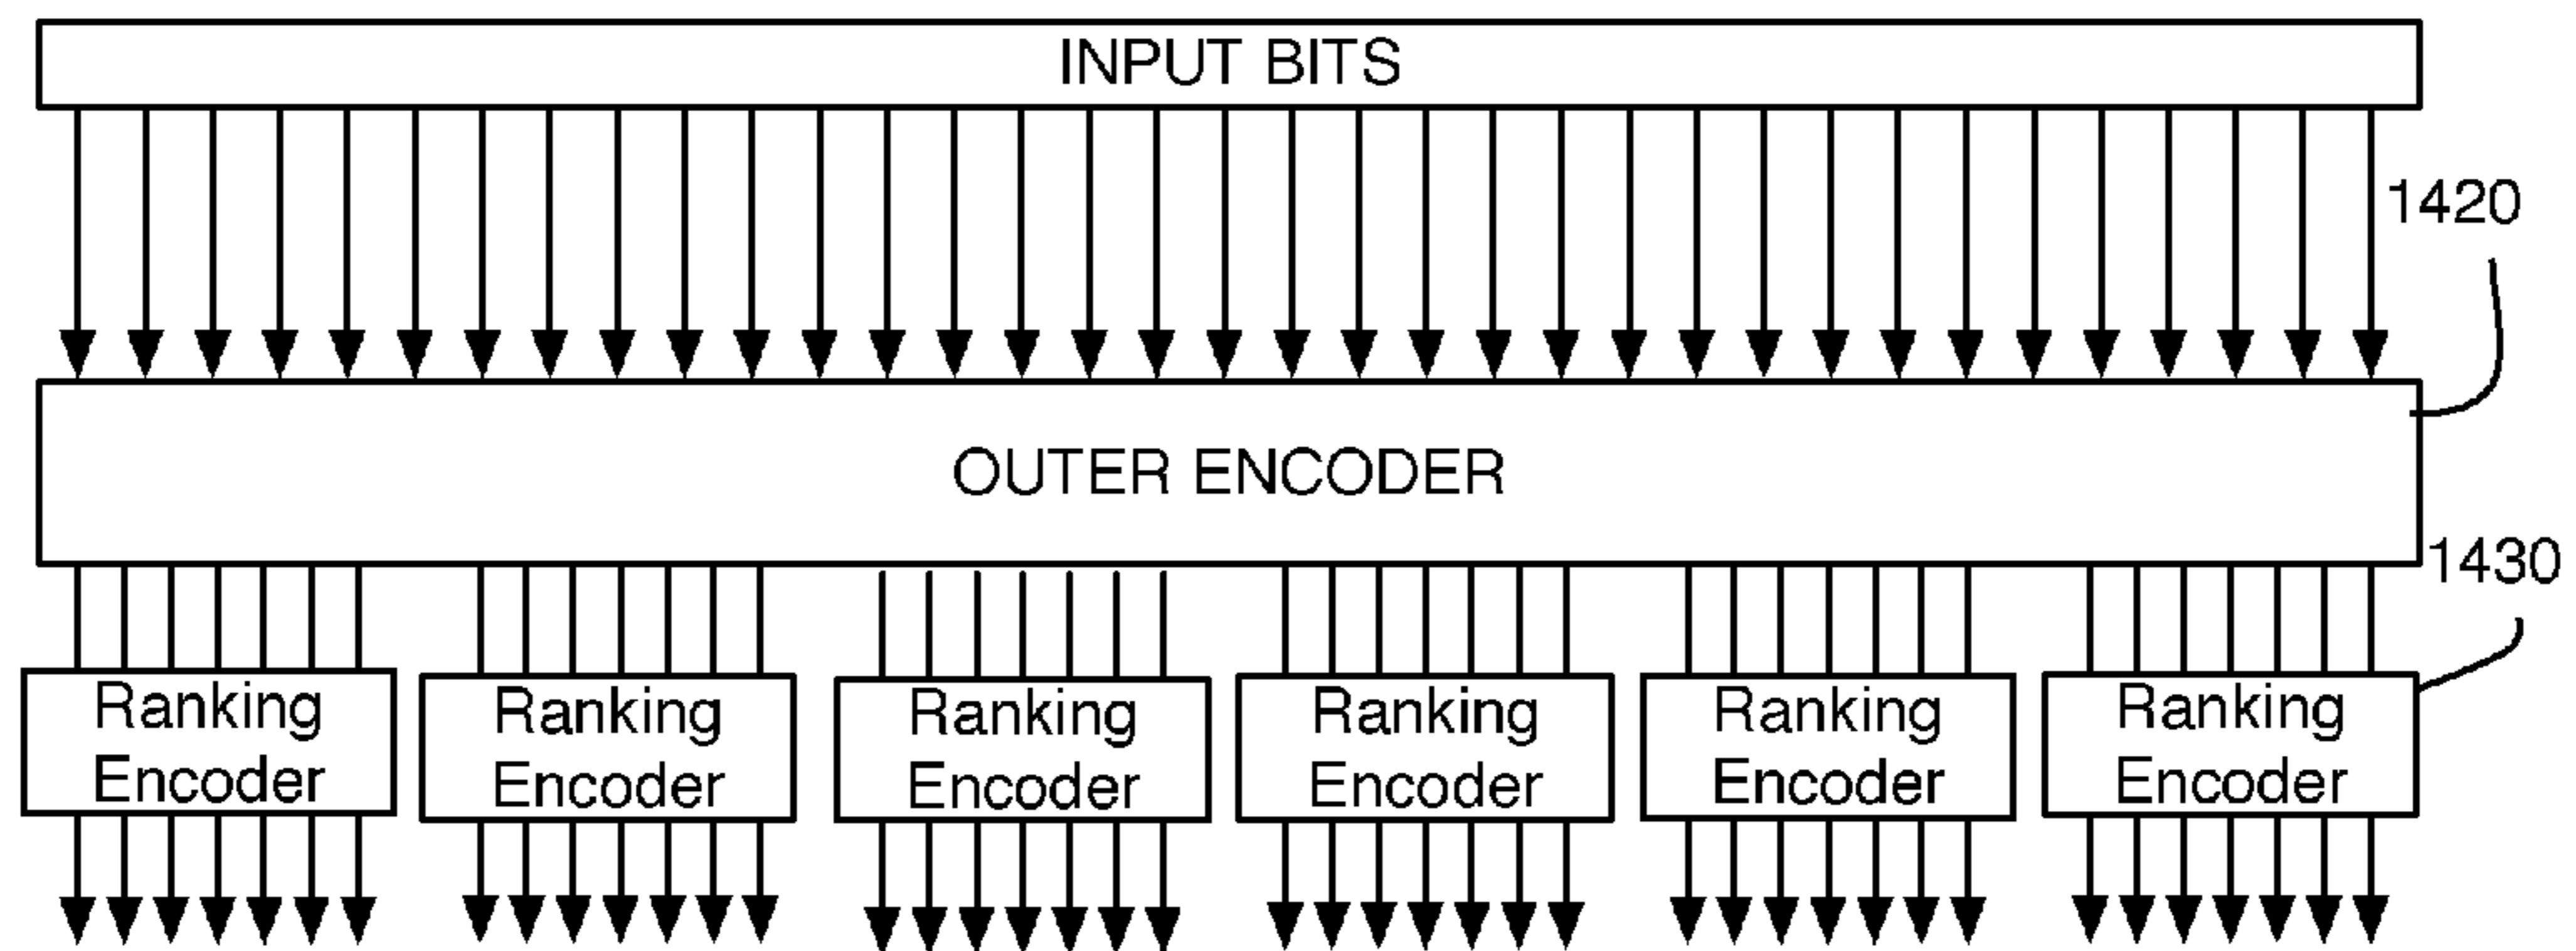 INPUT BITS
1420
OUTER ENCODER
1430
Ranking
Encoder
Ranking
Encoder
Ranking
Encoder
Ranking
Encoder
Ranking
Encoder
Ranking
Encoder